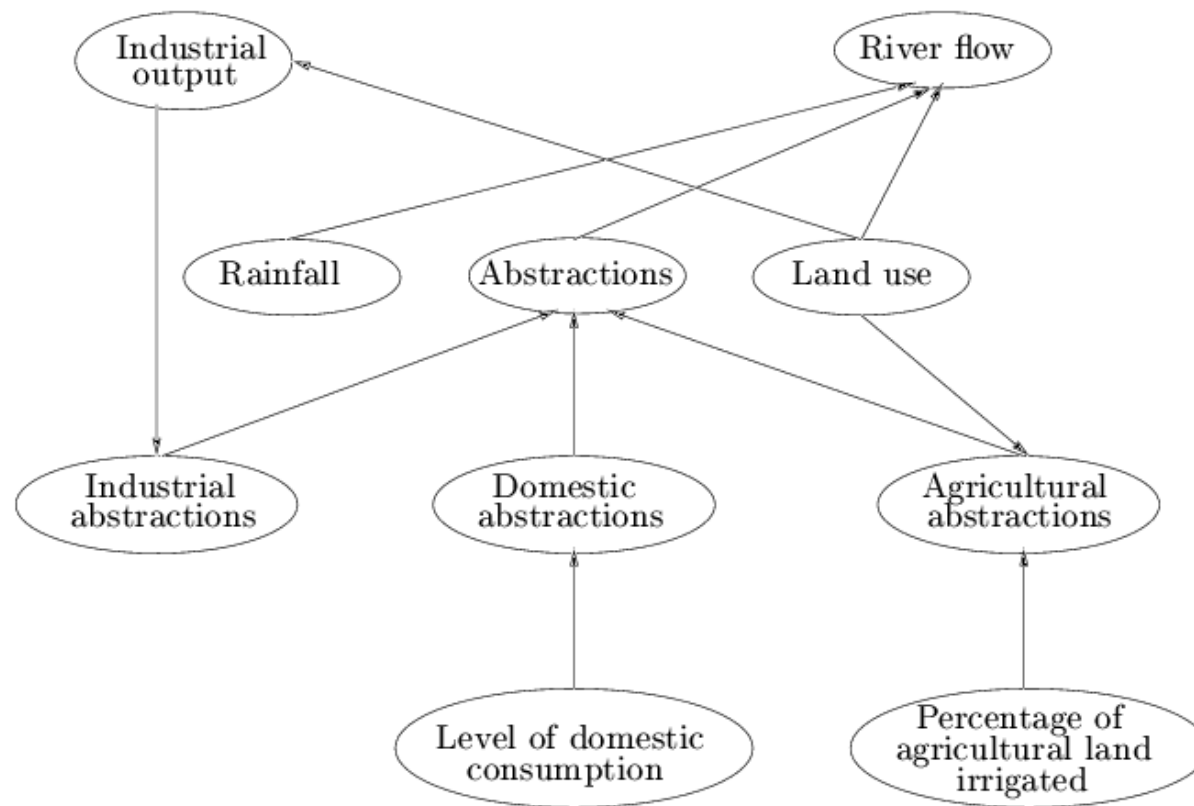 Industrial
output
River flow
Rainfall
Abstractions
Land use
Industrial
abstractions
Domestic
abstractions
Agricultural
abstractions
Level of domestic
consumption
Percentage of
agricultural land
irrigated